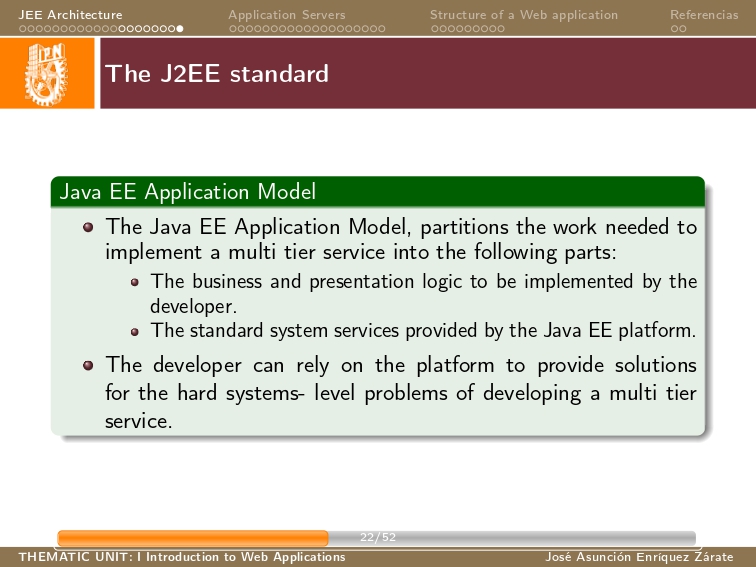 JEE Architecture Application Servers Structure of a Web application Referencias
IPN
The J2EE standard
Java EE Application Model
The Java EE Application Model, partitions the work needed to
implement a multi tier service into the following parts:
The business and presentation logic to be implemented by the
developer.
The standard system services provided by the Java EE platform.
The developer can rely on the platform to provide solutions
for the hard systems- level problems of developing a multi tier
service.
22/52
THEMATIC UNIT: I Introduction to Web Applications José Asunción Enríquez Zárate